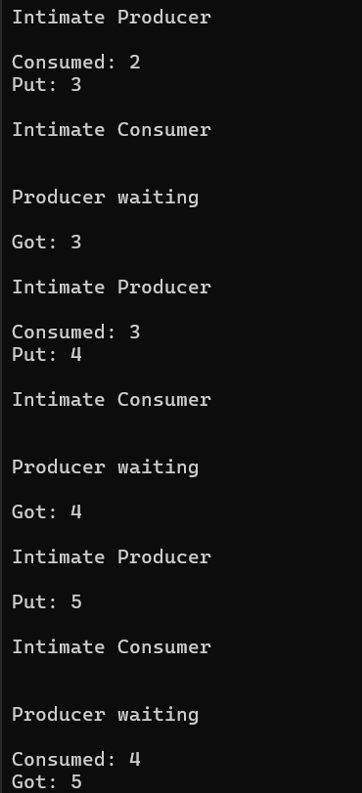 Intimate Producer
Consumed: 2
Put: 3
Intimate Consumer
Producer waiting
Got: 3
Intimate Producer
Consumed: 3
Put: 4
Intimate Consumer
Producer waiting
Got: 4
Intimate Producer
Put: 5
Intimate Consumer
Producer waiting
Consumed: 4
Got: 5